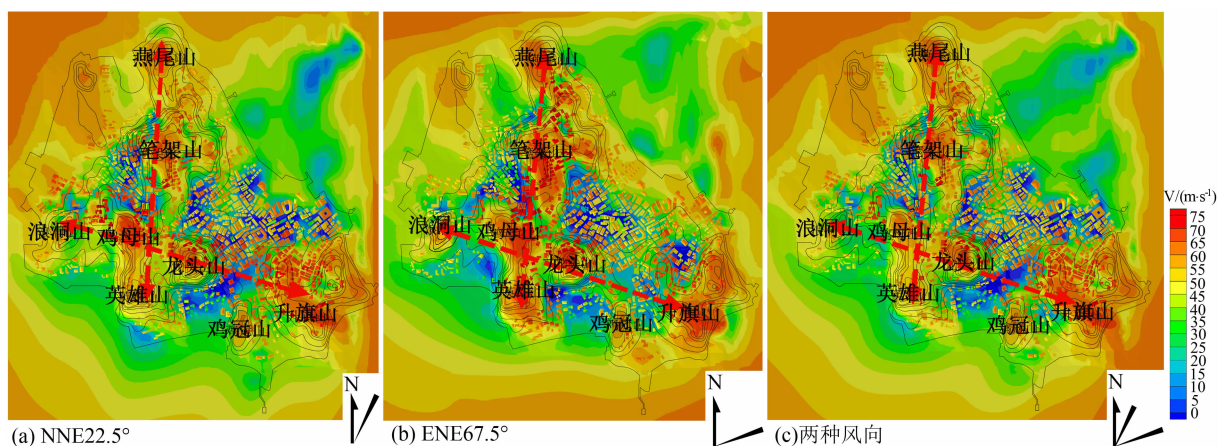 燕尾山
笔架山
浪洞山
鸡母山
龙头山
英雄山
升旗山
鸡冠山
N
(a) NNE22.5°
燕尾山
笔架山
浪洞山
鸡母山
龙头山
英雄山
升旗山
鸡冠山
N
(b) ENE67.5°
燕尾山
笔架山
浪洞山
鸡母山
龙头山
英雄山
升旗山
鸡冠山
N
(c)两种风向
V/(m·s⁻¹)
75
70
65
60
55
50
45
40
35
30
25
20
15
10
5
0